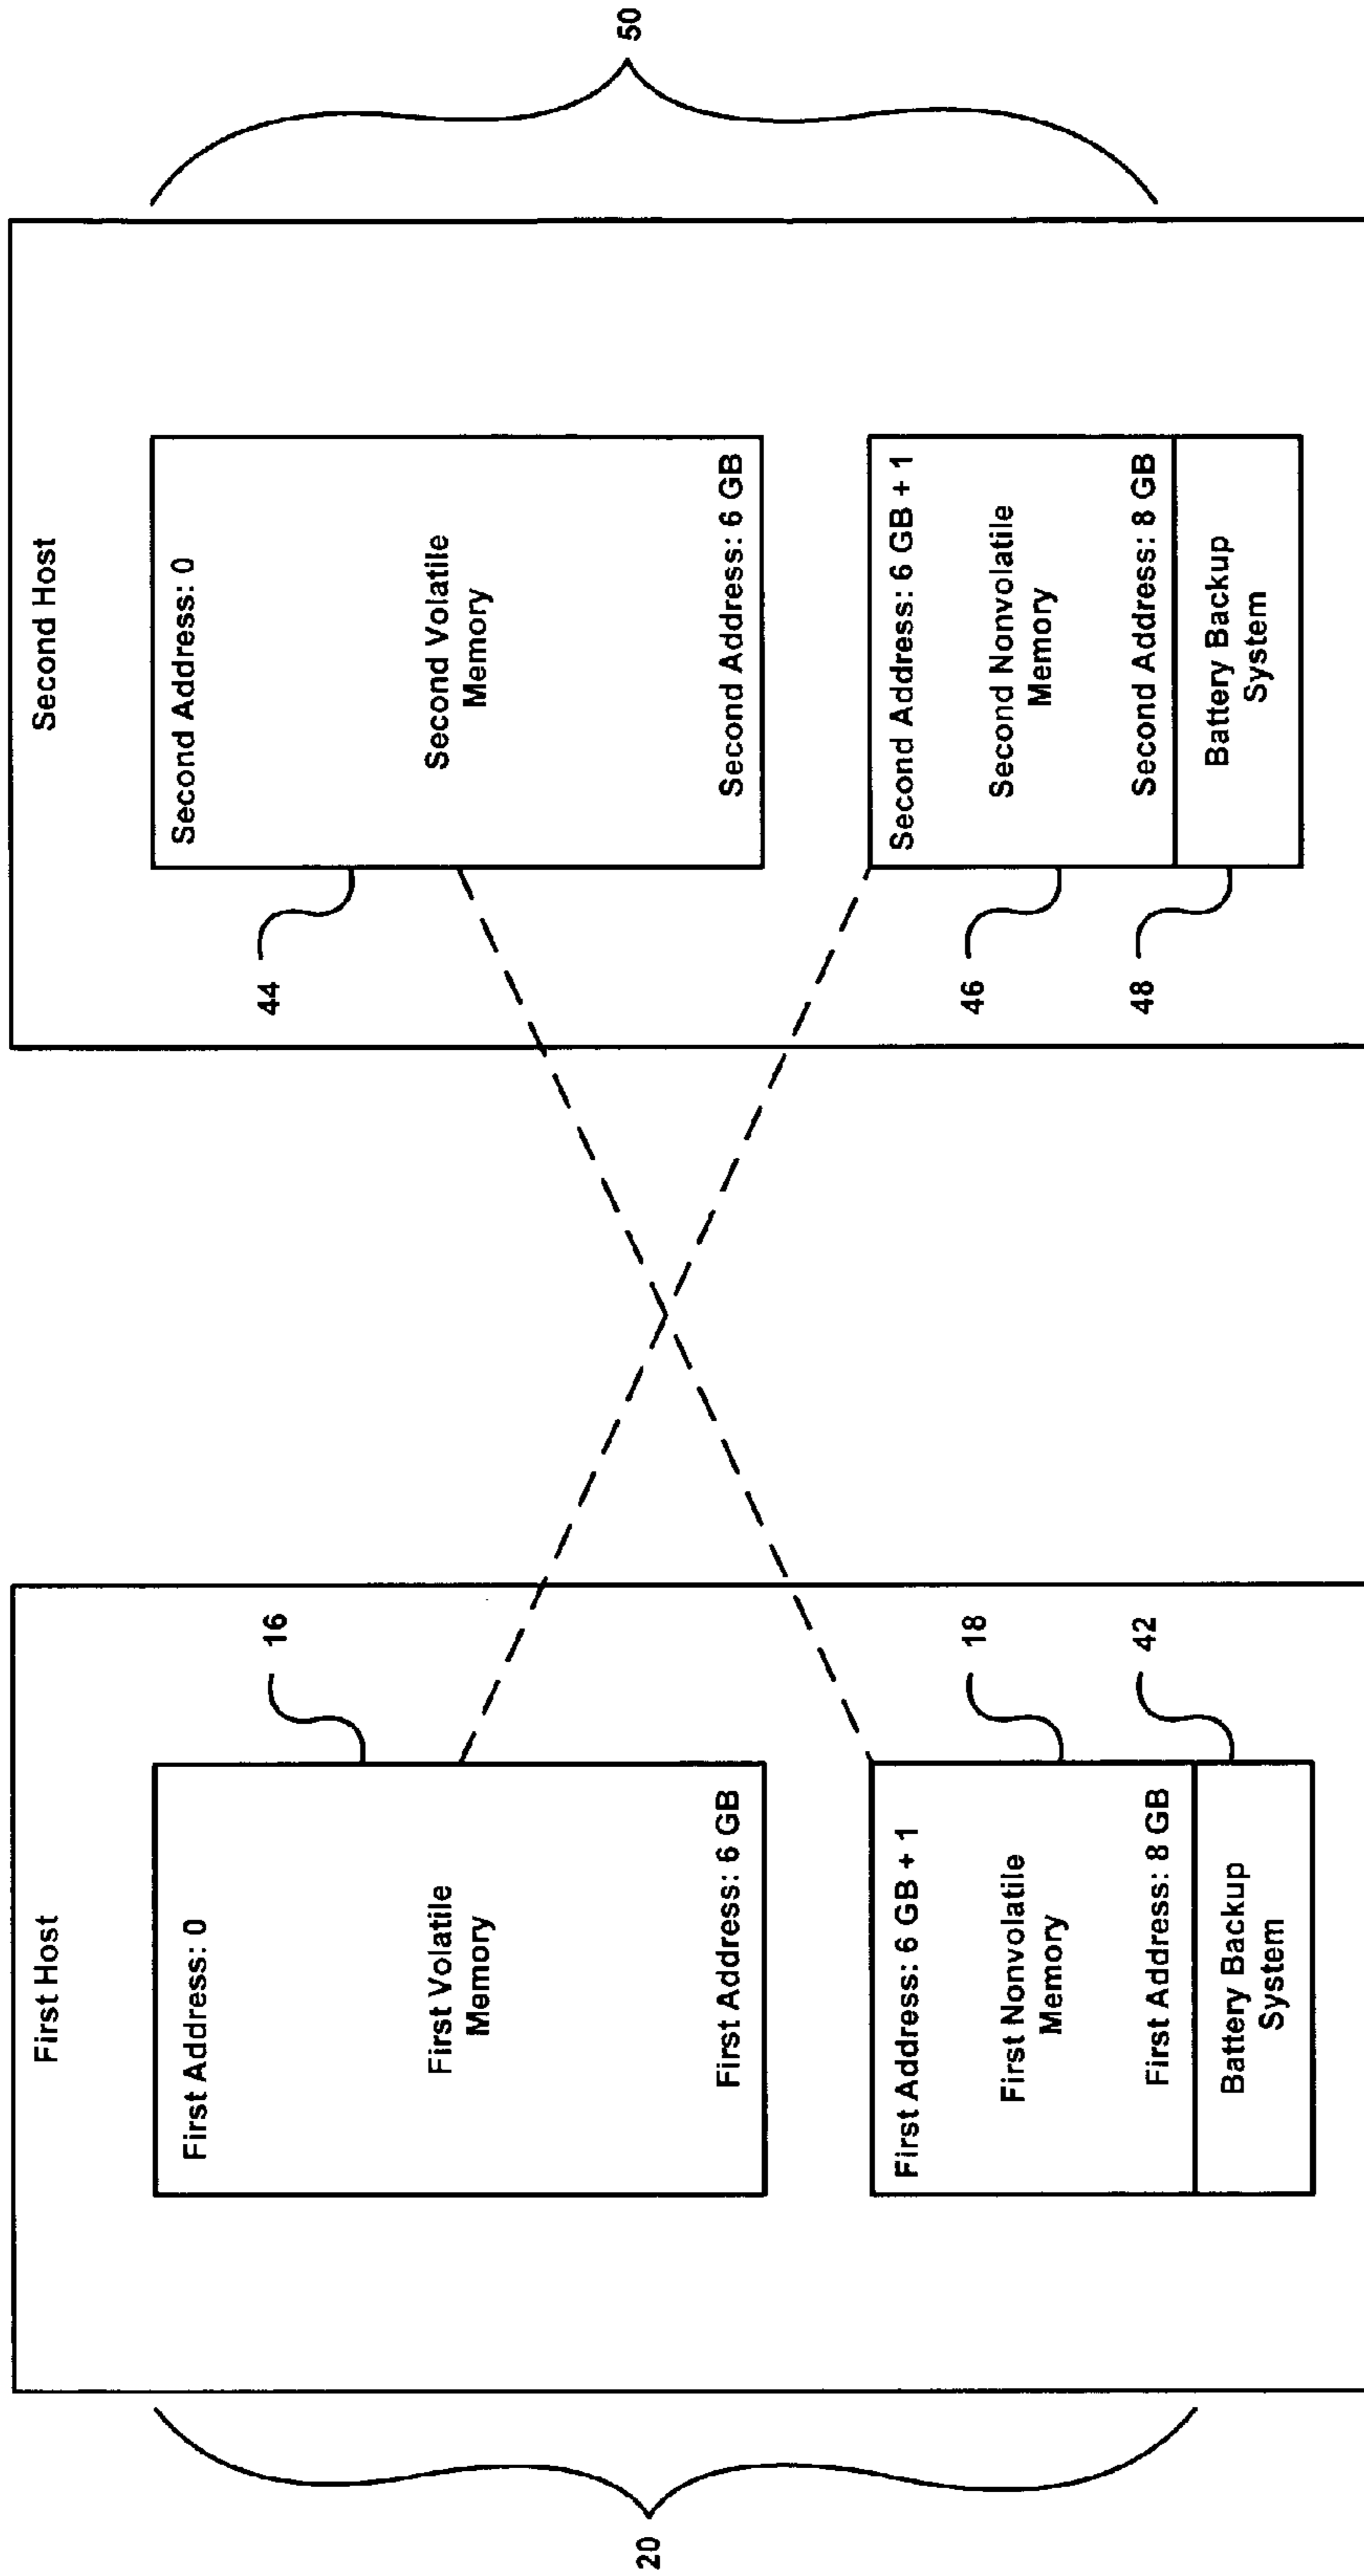 First Host
20
First Address: 0
First Volatile
Memory
First Address: 6 GB
16
First Address: 6 GB + 1
First Nonvolatile
Memory
First Address: 8 GB
18
Battery Backup
System
42
Second Host
50
Second Address: 0
Second Volatile
Memory
Second Address: 6 GB
44
Second Address: 6 GB + 1
Second Nonvolatile
Memory
Second Address: 8 GB
46
Battery Backup
System
48